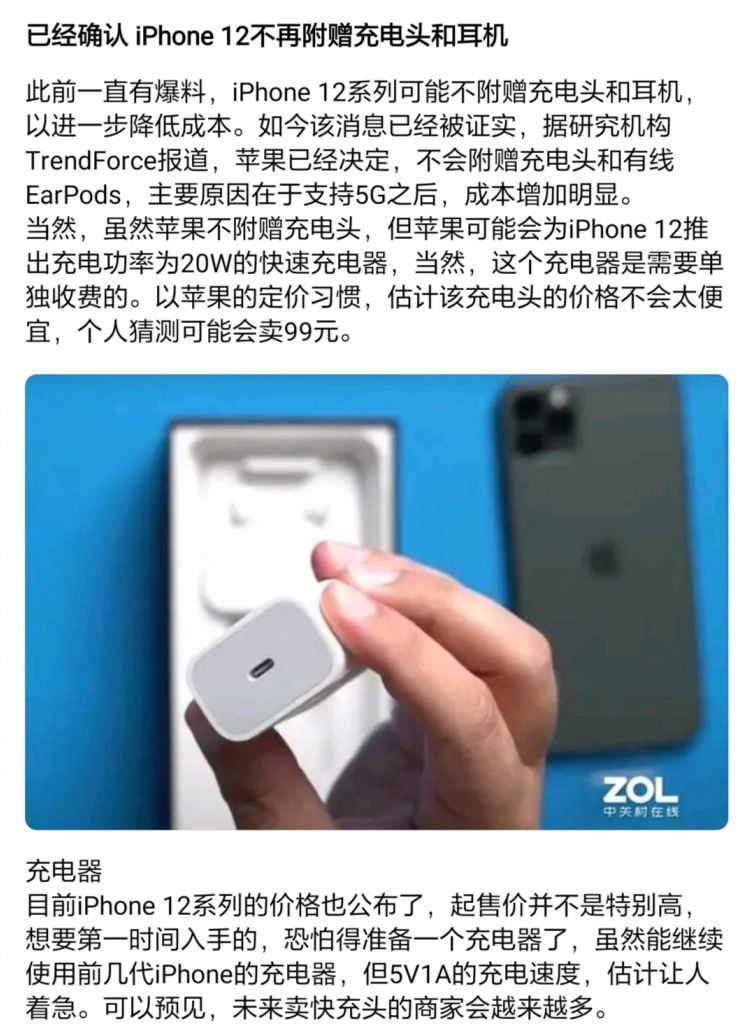 已经确认 iPhone 12不再附赠充电头和耳机
此前一直有爆料，iPhone 12系列可能不附赠充电头和耳机，
以进一步降低成本。如今该消息已经被证实，据研究机构
TrendForce报道，苹果已经决定，不会附赠充电头和有线
EarPods，主要原因在于支持5G之后，成本增加明显。
当然，虽然苹果不附赠充电头，但苹果可能会为iPhone 12推
出充电功率为20W的快速充电器，当然，这个充电器是需要单
独收费的。以苹果的定价习惯，估计该充电头的价格不会太便
宜，个人猜测可能会卖99元。
ZOL
中关村在线
充电器
目前iPhone 12系列的价格也公布了，起售价并不是特别高，
想要第一时间入手的，恐怕得准备一个充电器了，虽然能继续
使用前几代iPhone的充电器，但5V1A的充电速度，估计让人
着急。可以预见，未来卖快充头的商家会越来越多。